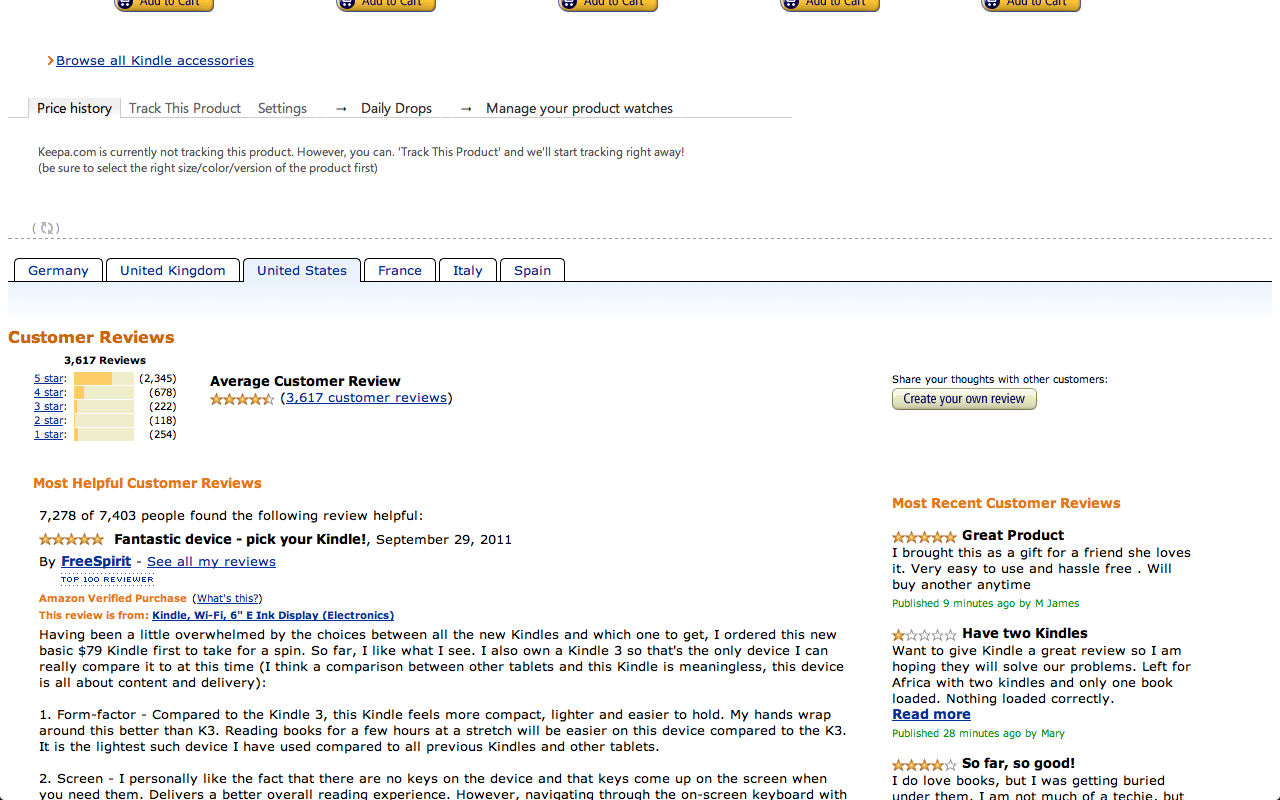 Add to Cart Add to Cart Add to Cart Add to Cart Add to Cart
Browse all Kindle accessories
Price history Track This Product Settings → Daily Drops → Manage your product watches
Keepa.com is currently not tracking this product. However, you can. 'Track This Product' and we'll start tracking right away!
(be sure to select the right size/color/version of the product first)
Germany United Kingdom United States France Italy Spain
Customer Reviews
3,617 Reviews
5 star: (2,345)
4 star: (678)
3 star: (222)
2 star: (118)
1 star: (254)
Average Customer Review
(3,617 customer reviews)
Share your thoughts with other customers:
Create your own review
Most Helpful Customer Reviews
7,278 of 7,403 people found the following review helpful:
Fantastic device - pick your Kindle!, September 29, 2011
By FreeSpirit - See all my reviews
TOP 100 REVIEWER
Amazon Verified Purchase (What's this?)
This review is from: Kindle, Wi-Fi, 6" E Ink Display (Electronics)
Having been a little overwhelmed by the choices between all the new Kindles and which one to get, I ordered this new
basic $79 Kindle first to take for a spin. So far, I like what I see. I also own a Kindle 3 so that's the only device I can
really compare it to at this time (I think a comparison between other tablets and this Kindle is meaningless, this device
is all about content and delivery):
1. Form-factor - Compared to the Kindle 3, this Kindle feels more compact, lighter and easier to hold. My hands wrap
around this better than K3. Reading books for a few hours at a stretch will be easier on this device compared to the K3.
It is the lightest such device I have used compared to all previous Kindles and other tablets.
2. Screen - I personally like the fact that there are no keys on the device and that keys come up on the screen when
you need them. Delivers a better overall reading experience. However, navigating through the on-screen keyboard with
Most Recent Customer Reviews
Great Product
I brought this as a gift for a friend she loves
it. Very easy to use and hassle free . Will
buy another anytime
Published 9 minutes ago by M James
Have two Kindles
Want to give Kindle a great review so I am
hoping they will solve our problems. Left for
Africa with two kindles and only one book
loaded. Nothing loaded correctly.
Read more
Published 28 minutes ago by Mary
So far, so good!
I do love books, but I was getting buried
under them. I am not much of a techie, but